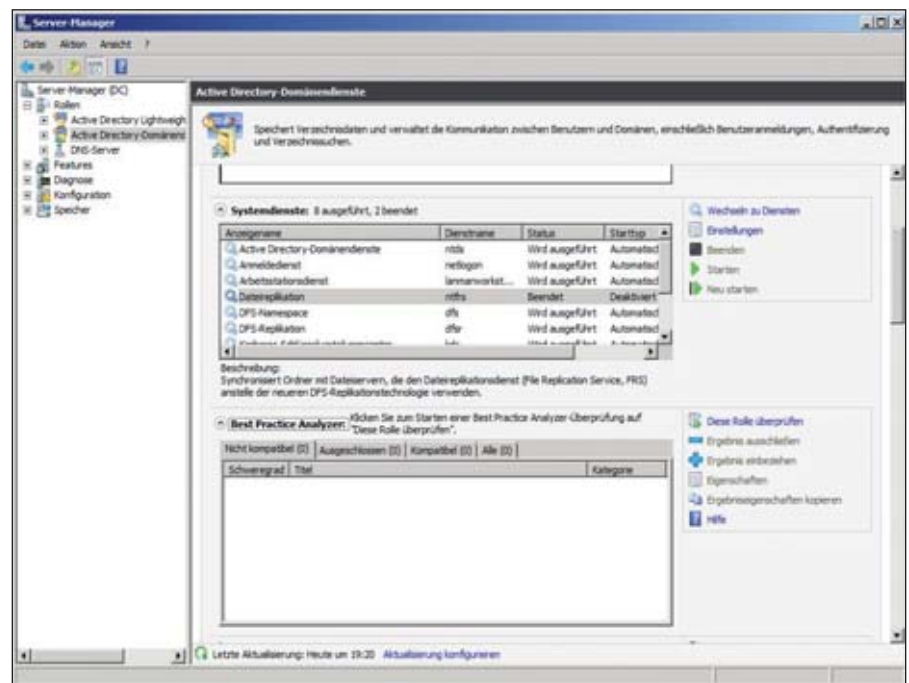 Server-Manager
Datei Aktion Ansicht ?
Server-Manager (DC)
Rollen
Active Directory Lightweigh
Active Directory-Domänend
DNS-Server
Features
Diagnose
Konfiguration
Speicher
Active Directory-Domänendienste
Speichert Verzeichnisdaten und verwaltet die Kommunikation zwischen Benutzern und Domänen, einschließlich Benutzeranmeldungen, Authentifizierung
und Verzeichnissuchen.
Systemdienste: 8 ausgeführt, 2 beendet
Anzeigename Dienstname Status Starttyp
Active Directory-Domänendienste ntds Wird ausgeführt Automatisch
Anmeldedienst netlogon Wird ausgeführt Automatisch
Arbeitsstationsdienst lanmanworkst... Wird ausgeführt Automatisch
Dateireplikation ntfrs Beendet Deaktiviert
DFS-Namespace dfs Wird ausgeführt Automatisch
DFS-Replikation dfsr Wird ausgeführt Automatisch
Wechseln zu Diensten
Einstellungen
Beenden
Starten
Neu starten
Beschreibung:
Synchronisiert Ordner mit Dateiservern, die den Dateireplikationsdienst (File Replication Service, FRS)
anstelle der neueren DFS-Replikationstechnologie verwenden.
Best Practice Analyzer: Klicken Sie zum Starten einer Best Practice Analyzer-Überprüfung auf
"Diese Rolle überprüfen".
Nicht kompatibel (0) Ausgeschlossen (0) Kompatibel (0) Alle (0)
Schweregrad Titel Kategorie
Diese Rolle überprüfen
Ergebnis ausschließen
Ergebnis einbeziehen
Eigenschaften
Ergebniseigenschaften kopieren
Hilfe
Letzte Aktualisierung: Heute um 19:20 Aktualisierung konfigurieren